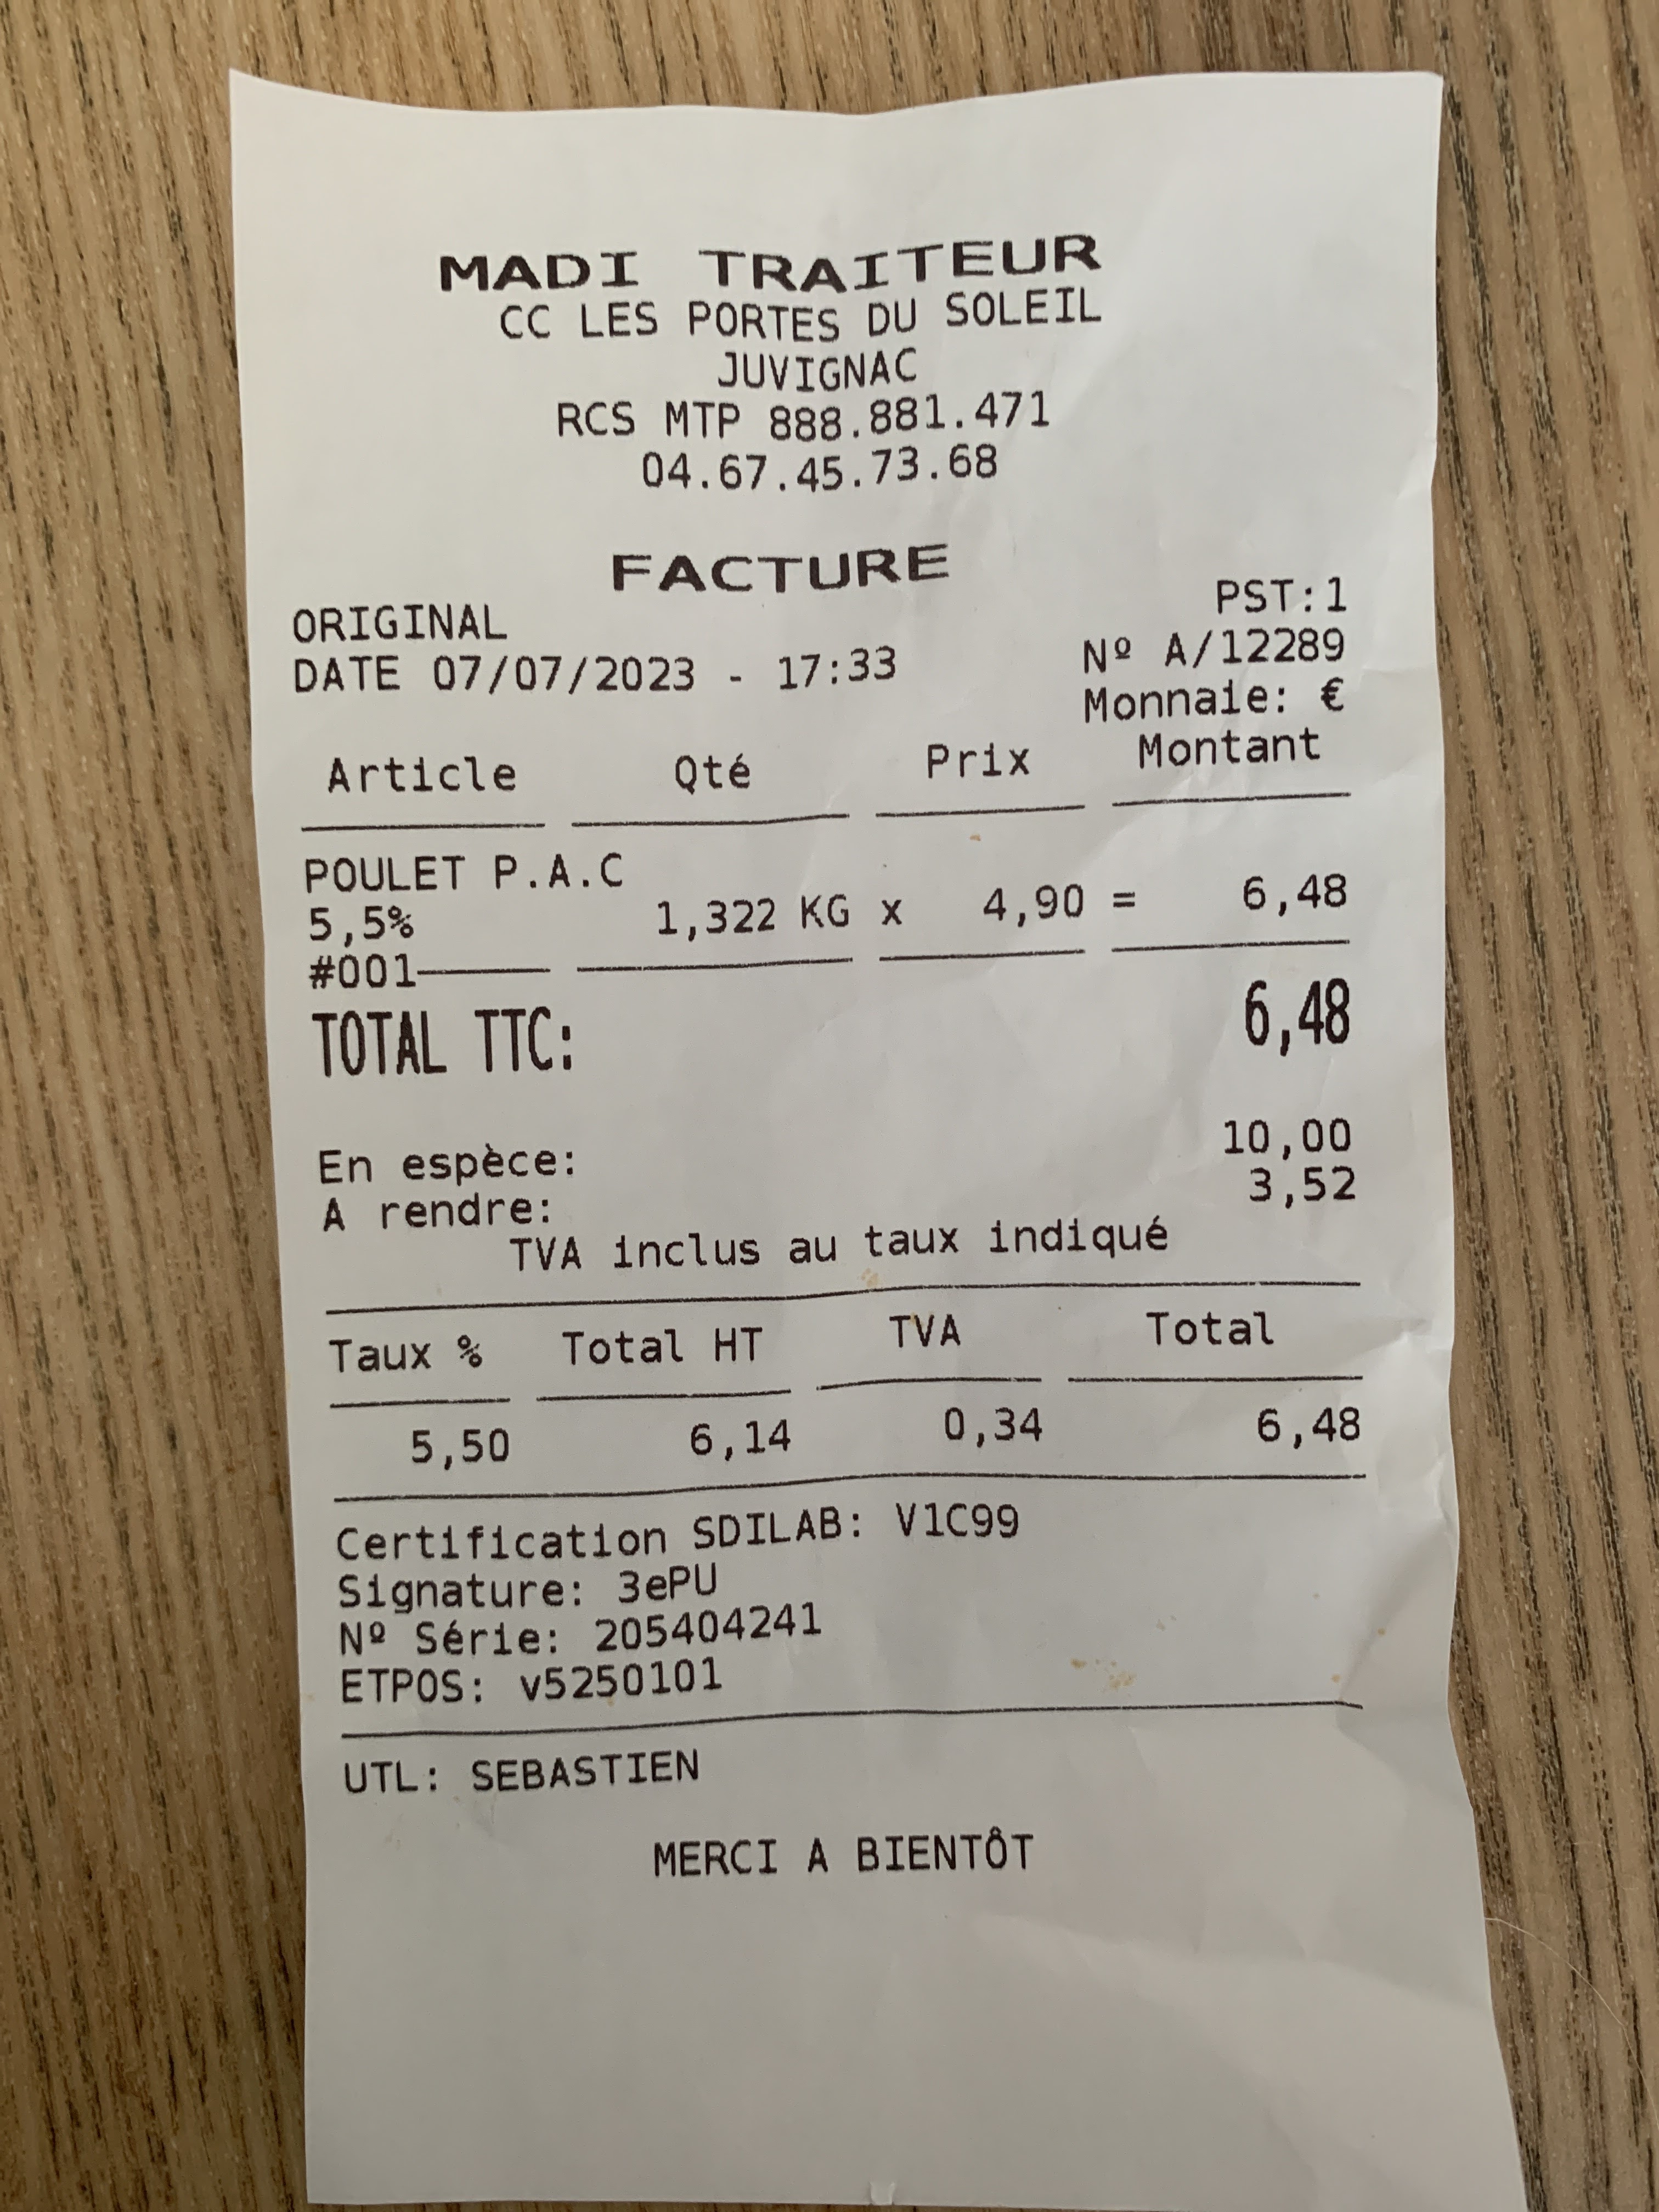 MADI TRAITEUR
CC LES PORTES DU SOLEIL
JUVIGNAC
RCS MTP 888.881.471
04.67.45.73.68
FACTURE
ORIGINAL PST:1
DATE 07/07/2023 - 17:33 Nº A/12289
Monnaie: €
Article Qté Prix Montant
POULET P.A.C
5,5% 1,322 KG x 4,90 = 6,48
#001
TOTAL TTC: 6,48
En espèce: 10,00
A rendre: 3,52
TVA inclus au taux indiqué
Taux % Total HT TVA Total
5,50 6,14 0,34 6,48
Certification SDILAB: V1C99
Signature: 3ePU
Nº Série: 205404241
ETPOS: v5250101
UTL: SEBASTIEN
MERCI A BIENTÔT